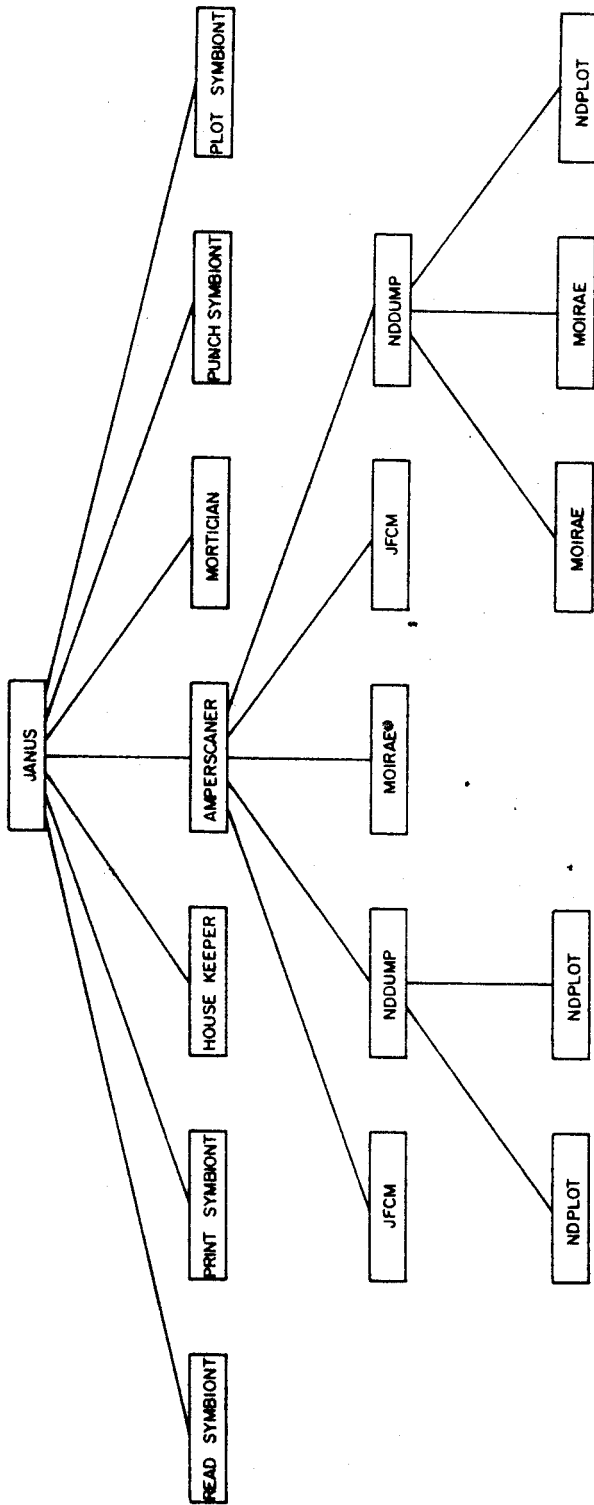 JANUS
READ SYMBIONT
PRINT SYMBIONT
HOUSE KEEPER
AMPERSCANER
MORTICIAN
PUNCH SYMBIONT
PLOT SYMBIONT
JFCM
NDDUMP
MOIRAE
JFCM
NDDUMP
NDPLOT
NDPLOT
MOIRAE
MOIRAE
NDPLOT